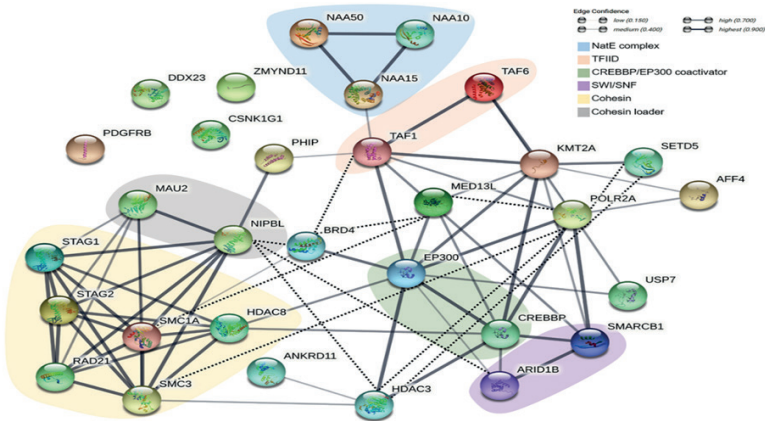 Edge Confidence
low (0.150)
high (0.700)
medium (0.400)
highest (0.900)
NatE complex
TFIID
CREBBP/EP300 coactivator
SWI/SNF
Cohesin
Cohesin loader
NAA50
NAA10
NAA15
DDX23
ZMYND11
TAF6
CSNK1G1
PDGFRB
PHIP
TAF1
KMT2A
SETD5
AFF4
MAU2
MED13L
POLR2A
NIPBL
BRD4
STAG1
EP300
USP7
STAG2
SMC1A
HDAC8
CREBBP
SMARCB1
RAD21
ANKRD11
ARID1B
SMC3
HDAC3